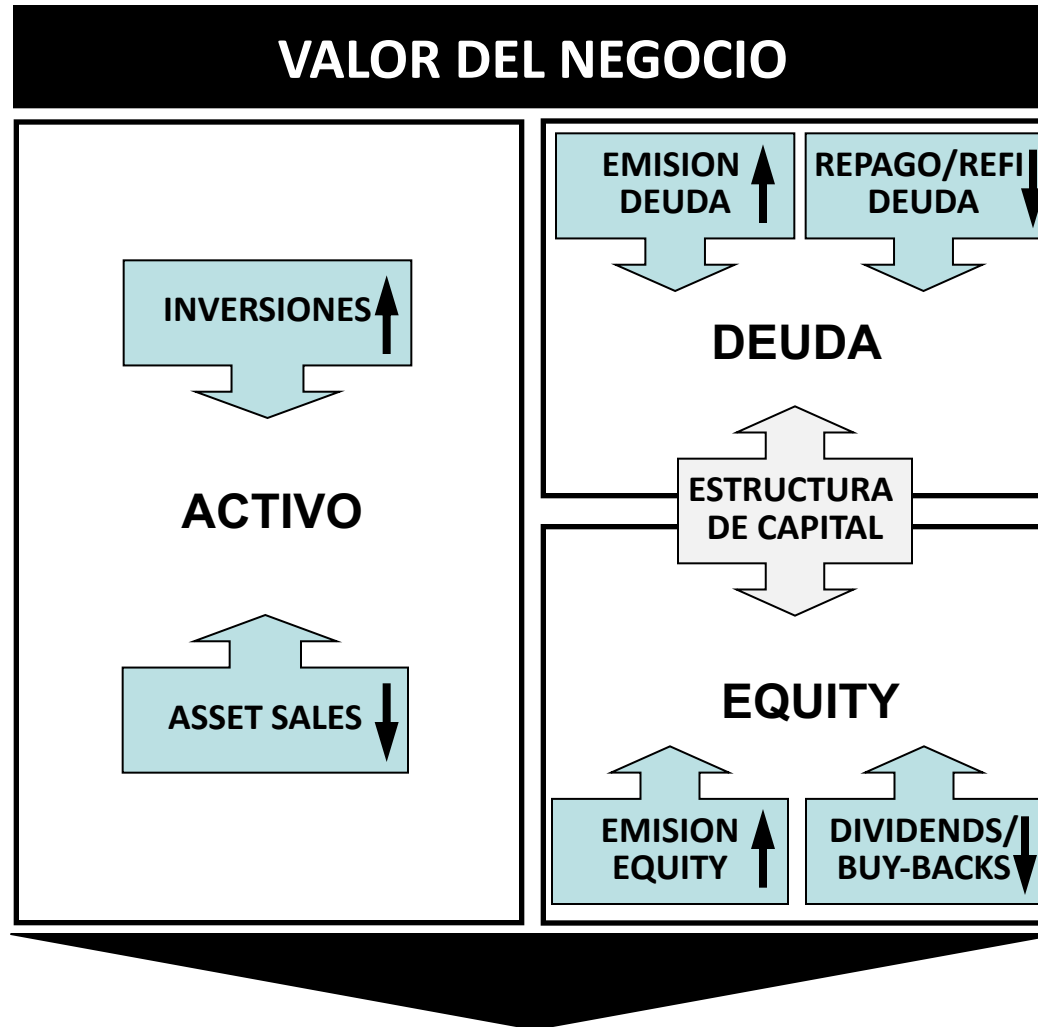 VALOR DEL NEGOCIO
INVERSIONES
ACTIVO
ASSET SALES
EMISION
DEUDA
REPAGO/REFI
DEUDA
DEUDA
ESTRUCTURA
DE CAPITAL
EQUITY
EMISION
EQUITY
DIVIDENDS/
BUY-BACKS